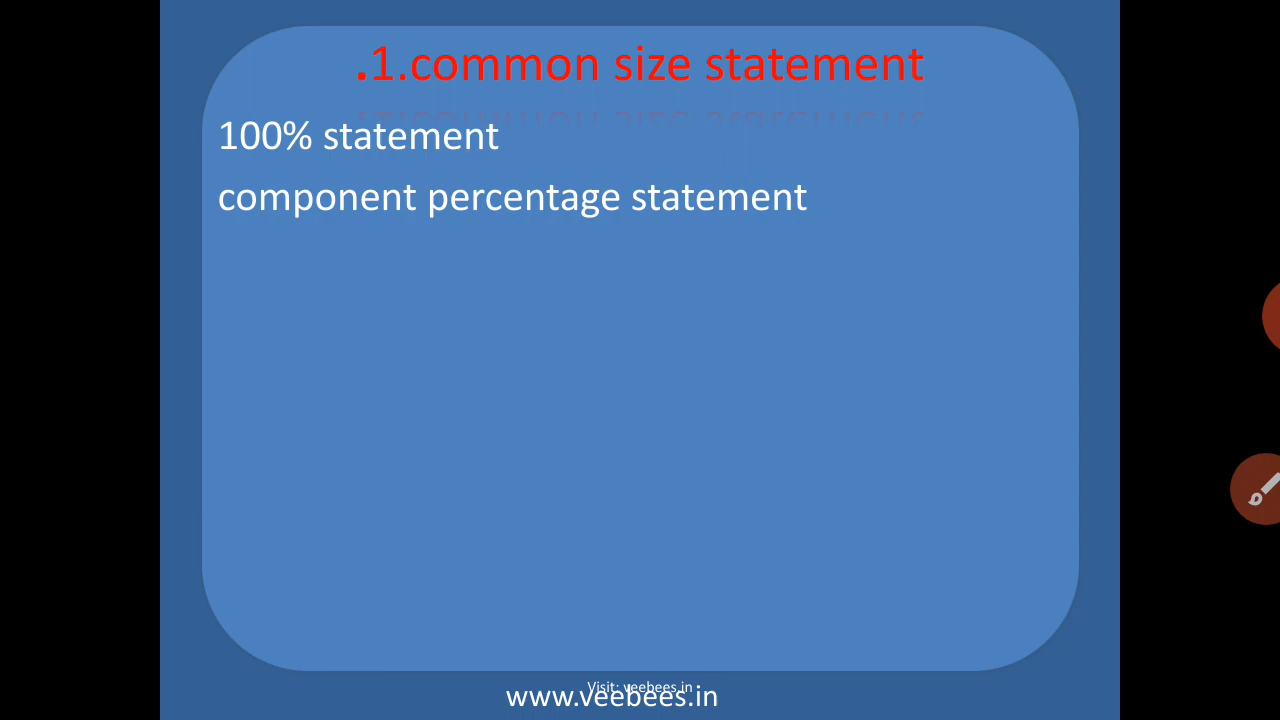 .1.common size statement
100% statement
component percentage statement
Visit: veebees.in
www.veebees.in